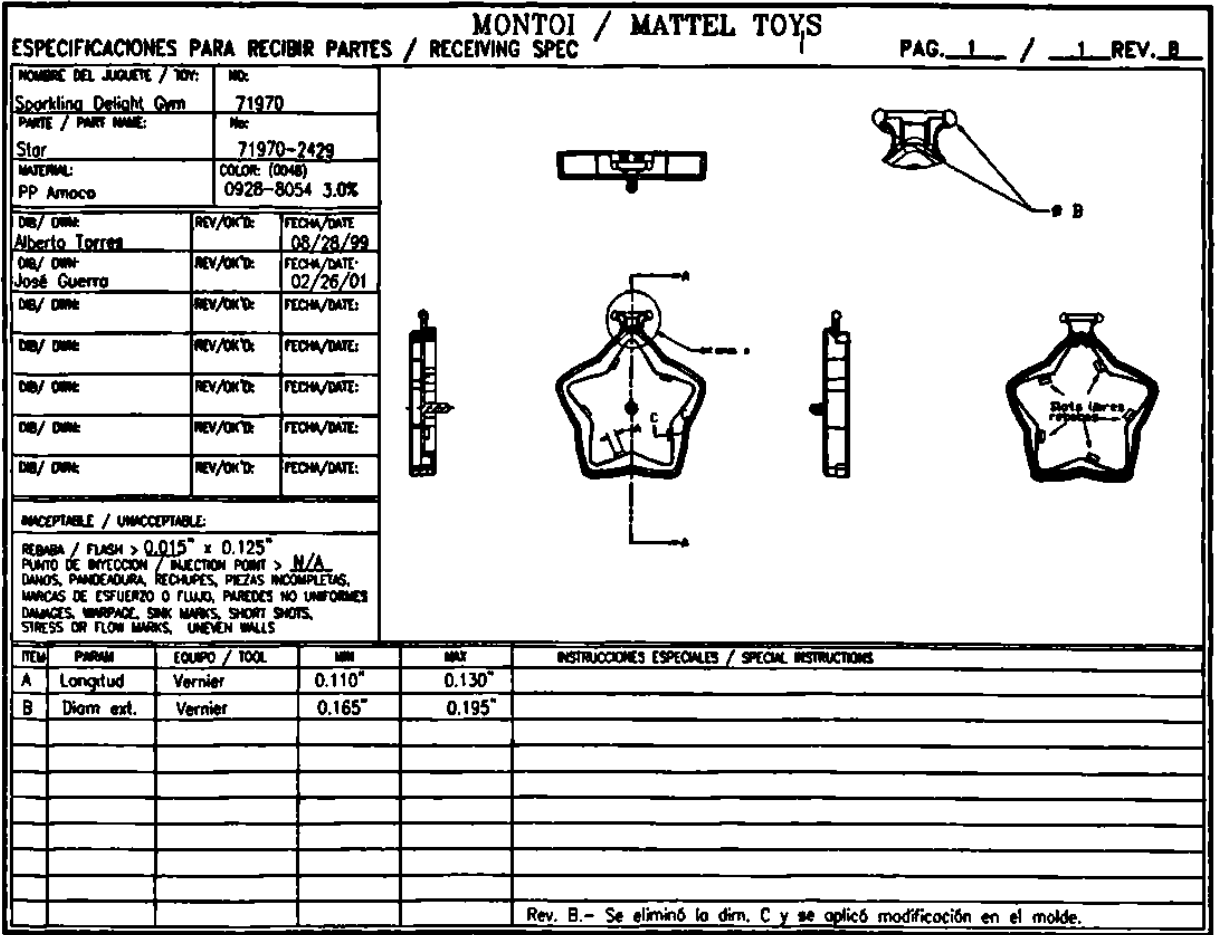 MONTOI / MATTEL TOYS
ESPECIFICACIONES PARA RECIBIR PARTES / RECEIVING SPEC PAG. 1 / 1 REV. B
NOMBRE DEL JUGUETE / TOY: NO:
Sparkling Delight Gym 71970
PARTE / PART NAME: No:
Star 71970-2429
MATERIAL: COLOR: (0048)
PP Amoco 0928-8054 3.0%
DIB/ DWN: REV/OK'D: FECHA/DATE
Alberto Torres 08/28/99
DIB/ DWN: REV/OK'D: FECHA/DATE:
José Guerra 02/26/01
DIB/ DWN: REV/OK'D: FECHA/DATE:
DIB/ DWN: REV/OK'D: FECHA/DATE:
DIB/ DWN: REV/OK'D: FECHA/DATE:
DIB/ DWN: REV/OK'D: FECHA/DATE:
DIB/ DWN: REV/OK'D: FECHA/DATE:
INACEPTABLE / UNACCEPTABLE:
REBABA / FLASH > 0.015" x 0.125"
PUNTO DE INYECCION / INJECTION POINT > N/A
DANOS, PANDEADURA, RECHUPES, PIEZAS INCOMPLETAS,
MARCAS DE ESFUERZO O FLUJO, PAREDES NO UNIFORMES
DAMAGES, WARPAGE, SINK MARKS, SHORT SHOTS,
STRESS OR FLOW MARKS, UNEVEN WALLS
ø B
A
C
A
A
Slots libres
rebabas
ITEM PARAM EQUIPO / TOOL MIN MAX INSTRUCCIONES ESPECIALES / SPECIAL INSTRUCTIONS
A Longitud Vernier 0.110" 0.130"
B Diam ext. Vernier 0.165" 0.195"
Rev. B.- Se eliminó la dim. C y se aplicó modificación en el molde.